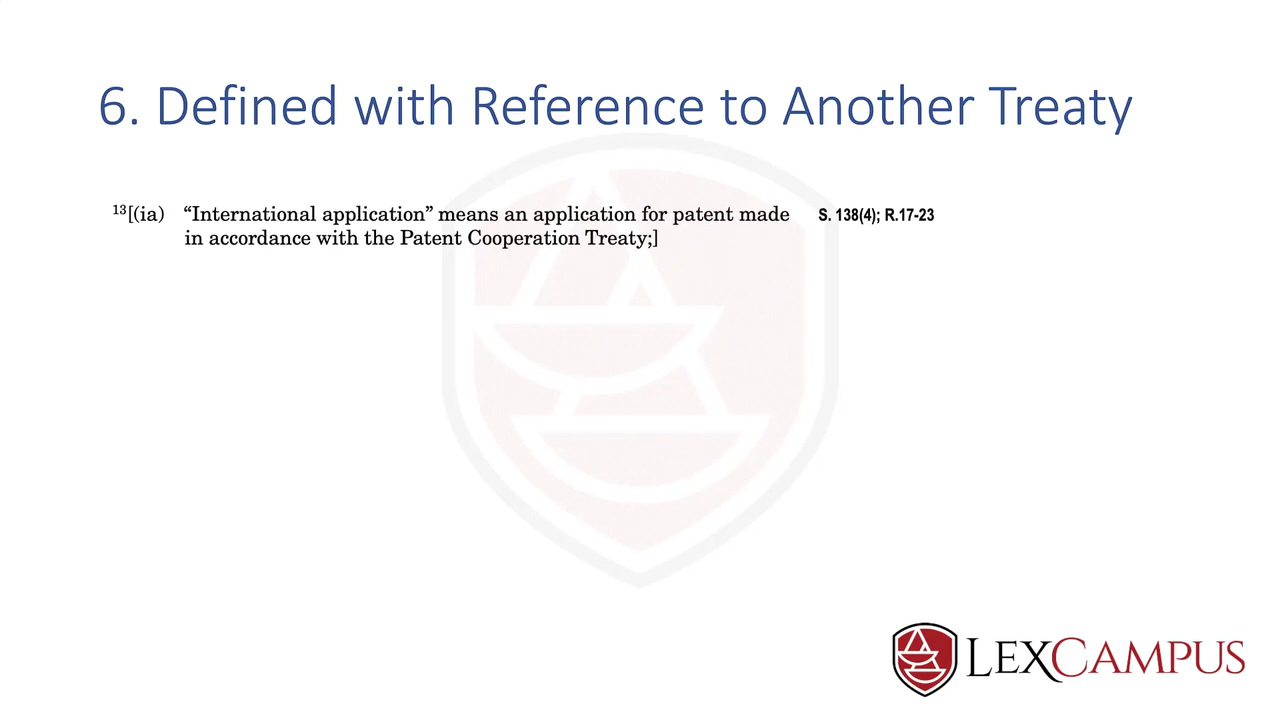 6. Defined with Reference to Another Treaty
13[(ia) “International application” means an application for patent made S. 138(4); R.17-23
in accordance with the Patent Cooperation Treaty;]
LEXCAMPUS